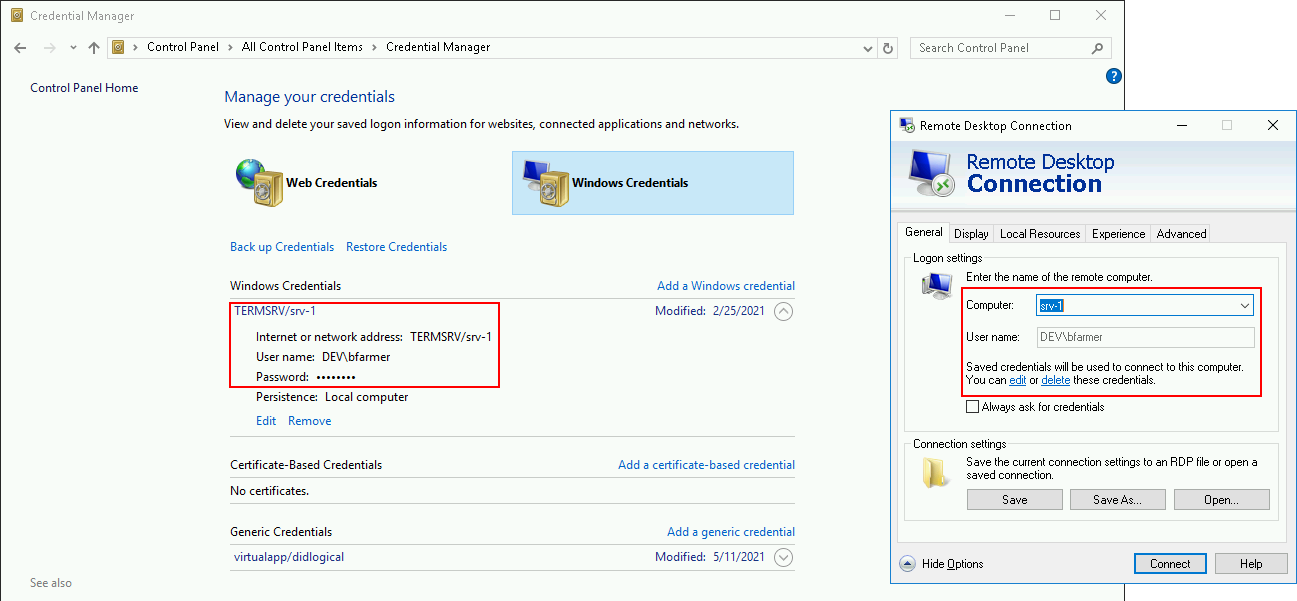 Credential Manager
Control Panel > All Control Panel Items > Credential Manager
Search Control Panel
?
Control Panel Home
Manage your credentials
View and delete your saved logon information for websites, connected applications and networks.
Web Credentials
Windows Credentials
Back up Credentials Restore Credentials
Windows Credentials Add a Windows credential
TERMSRV/srv-1 Modified: 2/25/2021
Internet or network address: TERMSRV/srv-1
User name: DEV\bfarmer
Password: ••••••••
Persistence: Local computer
Edit Remove
Certificate-Based Credentials Add a certificate-based credential
No certificates.
Generic Credentials Add a generic credential
virtualapp/didlogical Modified: 5/11/2021
See also
Remote Desktop Connection
Remote Desktop
Connection
General Display Local Resources Experience Advanced
Logon settings
Enter the name of the remote computer.
Computer: srv-1
User name: DEV\bfarmer
Saved credentials will be used to connect to this computer.
You can edit or delete these credentials.
Always ask for credentials
Connection settings
Save the current connection settings to an RDP file or open a
saved connection.
Save Save As... Open...
Hide Options Connect Help